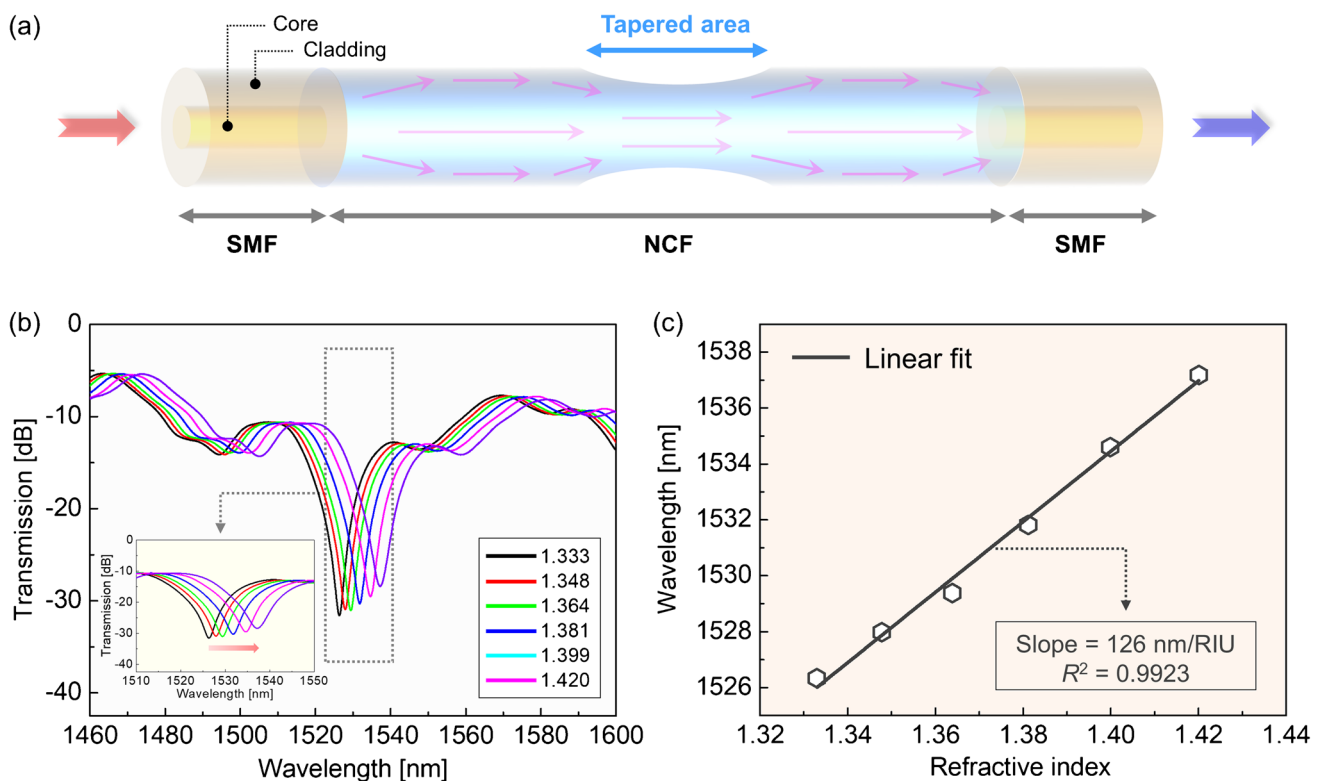 (a)
Core
Cladding
Tapered area
SMF
NCF
SMF
(b)
0
-10
-20
-30
-40
Transmission [dB]
1460 1480 1500 1520 1540 1560 1580 1600
Wavelength [nm]
1.333
1.348
1.364
1.381
1.399
1.420
0
-10
-20
-30
-40
Transmission [dB]
1510 1520 1530 1540 1550
Wavelength [nm]
(c)
Linear fit
1538
1536
1534
1532
1530
1528
1526
Wavelength [nm]
Slope = 126 nm/RIU
R² = 0.9923
1.32 1.34 1.36 1.38 1.40 1.42 1.44
Refractive index